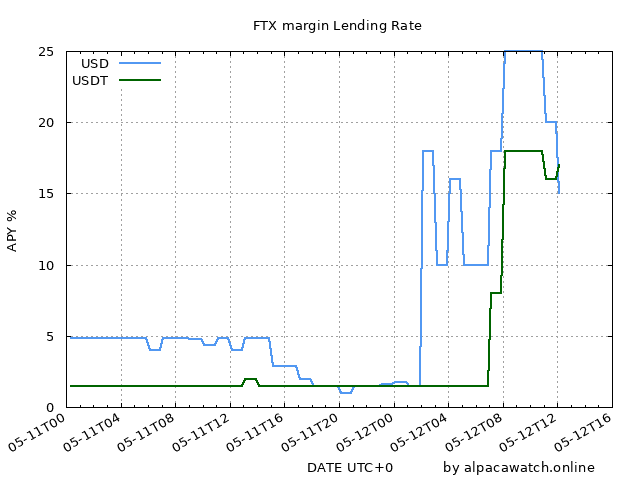 FTX margin Lending Rate
USD
USDT
25
20
15
10
5
0
APY %
05-11T00
05-11T04
05-11T08
05-11T12
05-11T16
05-11T20
05-12T00
05-12T04
05-12T08
05-12T12
05-12T16
DATE UTC+0
by alpacawatch.online